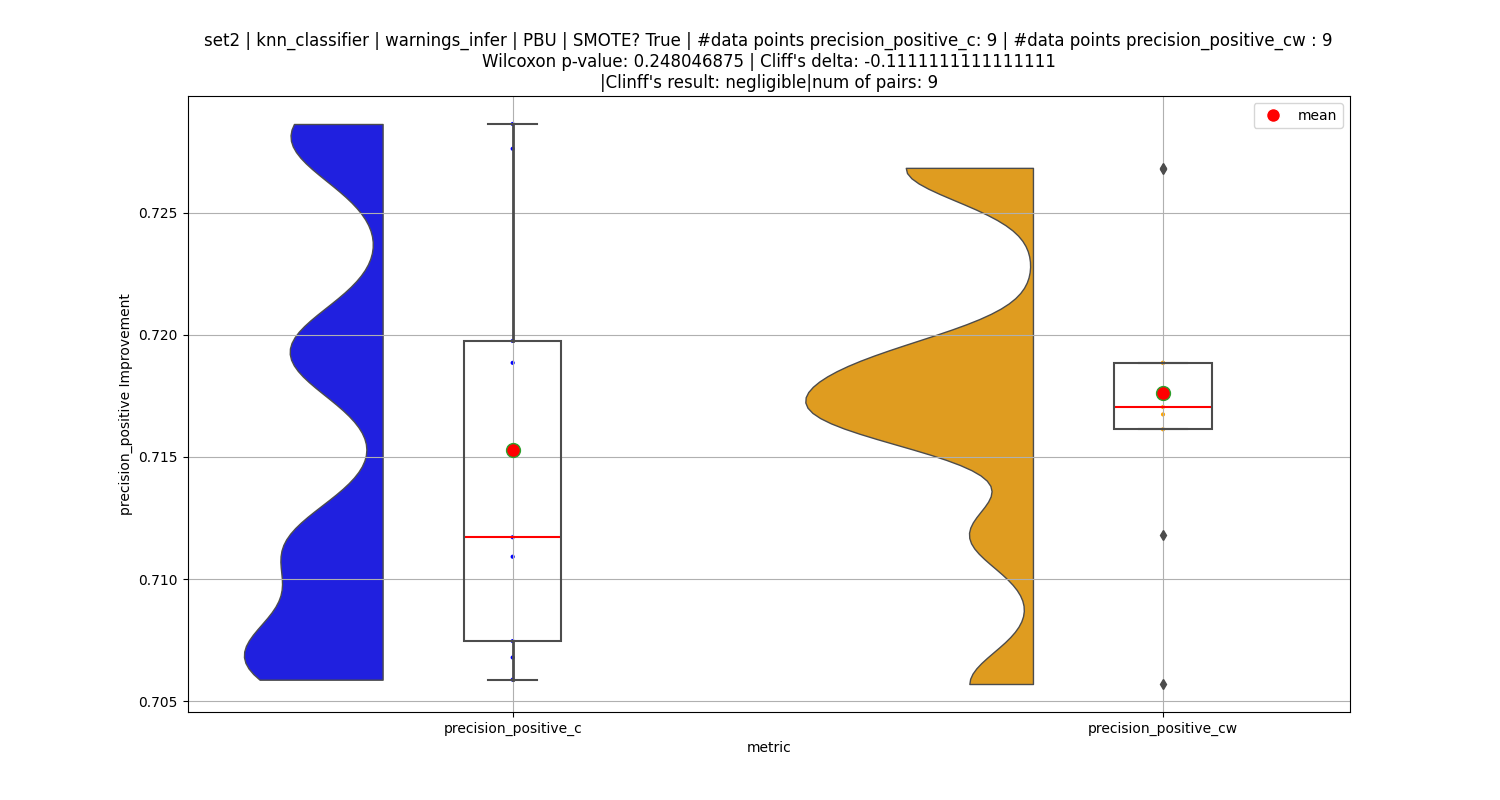 set2 | knn_classifier | warnings_infer | PBU | SMOTE? True | #data points precision_positive_c: 9 | #data points precision_positive_cw : 9
Wilcoxon p-value: 0.248046875 | Cliff's delta: -0.1111111111111111
|Clinff's result: negligible|num of pairs: 9
mean
0.725
0.720
0.715
0.710
0.705
precision_positive Improvement
precision_positive_c
precision_positive_cw
metric